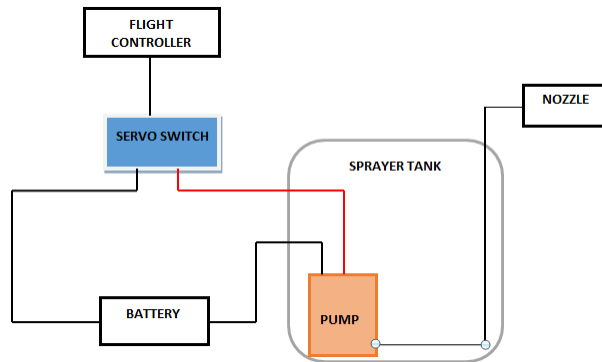 FLIGHT
CONTROLLER
SERVO SWITCH
NOZZLE
SPRAYER TANK
BATTERY
PUMP